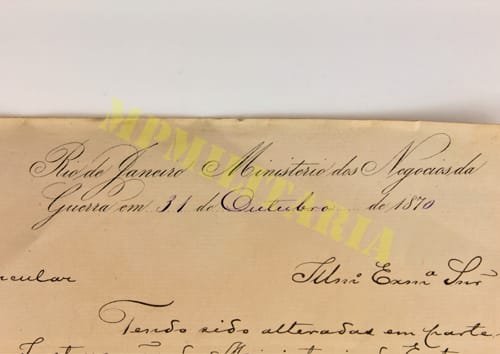 Rio de Janeiro Ministerio dos Negocios da
Guerra em 31 de Outubro de 1870
MPMILITARIA
Illmº Exmº Snr
Tendo sido alteradas em parte